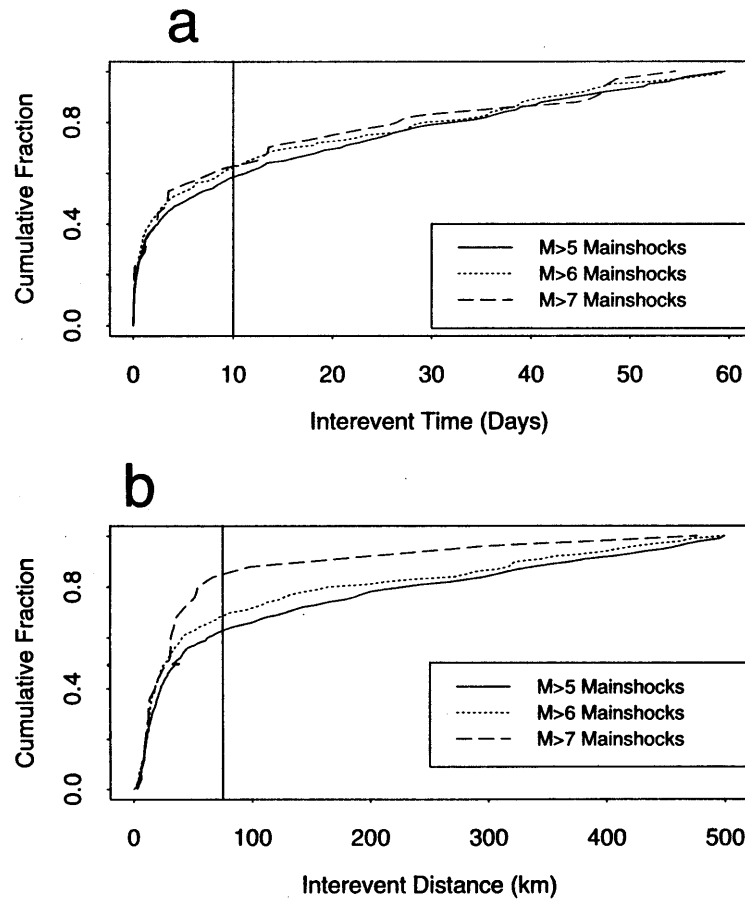 a
Cumulative Fraction
0.8
0.4
0.0
M>5 Mainshocks
M>6 Mainshocks
M>7 Mainshocks
0 10 20 30 40 50 60
Interevent Time (Days)
b
Cumulative Fraction
0.8
0.4
0.0
M>5 Mainshocks
M>6 Mainshocks
M>7 Mainshocks
0 100 200 300 400 500
Interevent Distance (km)